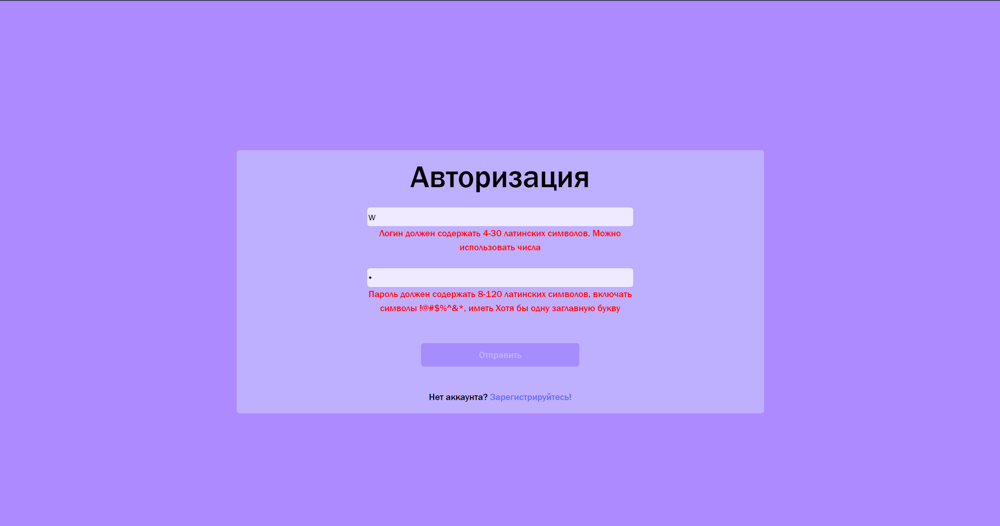 Авторизация
w
Логин должен содержать 4-30 латинских символов. Можно
использовать числа
•
Пароль должен содержать 8-120 латинских символов, включать
символы !@#$%^&*, иметь Хотя бы одну заглавную букву
Отправить
Нет аккаунта? Зарегистрируйтесь!